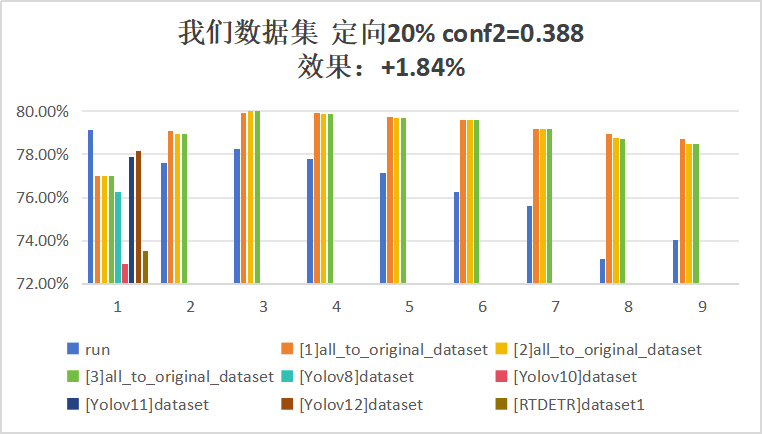 我们数据集 定向20% conf2=0.388
效果：+1.84%
80.00%
78.00%
76.00%
74.00%
72.00%
1 2 3 4 5 6 7 8 9
run [1]all_to_original_dataset [2]all_to_original_dataset
[3]all_to_original_dataset [Yolov8]dataset [Yolov10]dataset
[Yolov11]dataset [Yolov12]dataset [RTDETR]dataset1